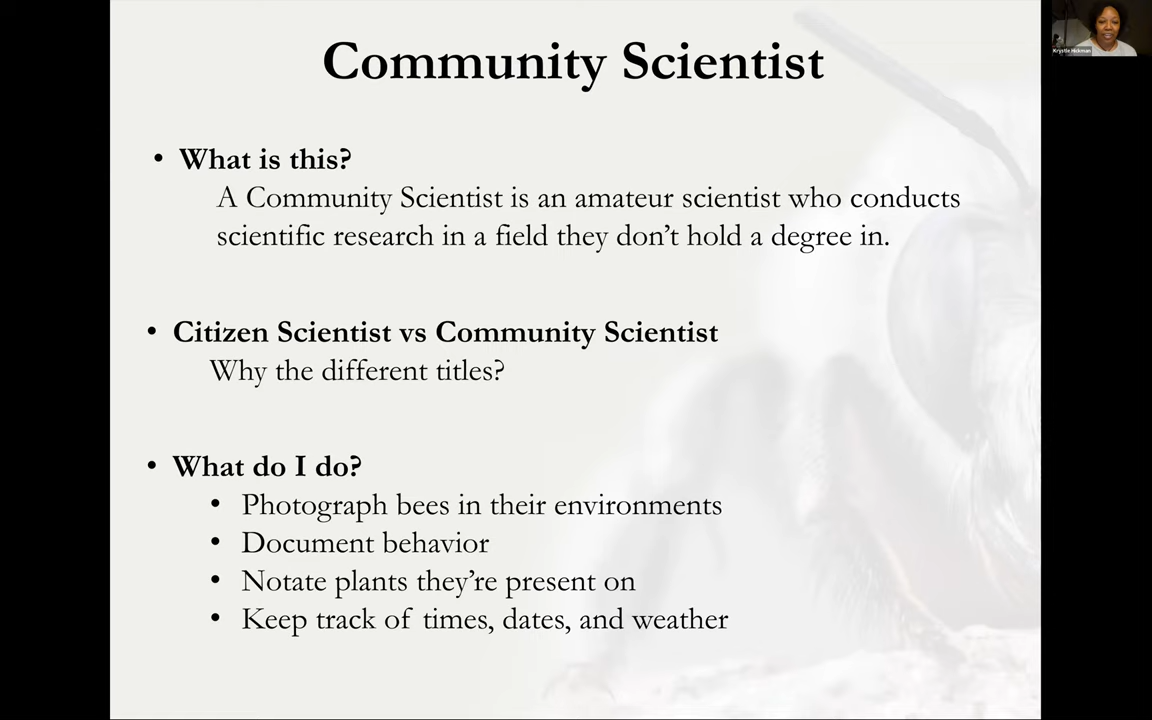 Community Scientist
Krystle Hickman
• What is this?
A Community Scientist is an amateur scientist who conducts
scientific research in a field they don’t hold a degree in.
• Citizen Scientist vs Community Scientist
Why the different titles?
• What do I do?
• Photograph bees in their environments
• Document behavior
• Notate plants they’re present on
• Keep track of times, dates, and weather